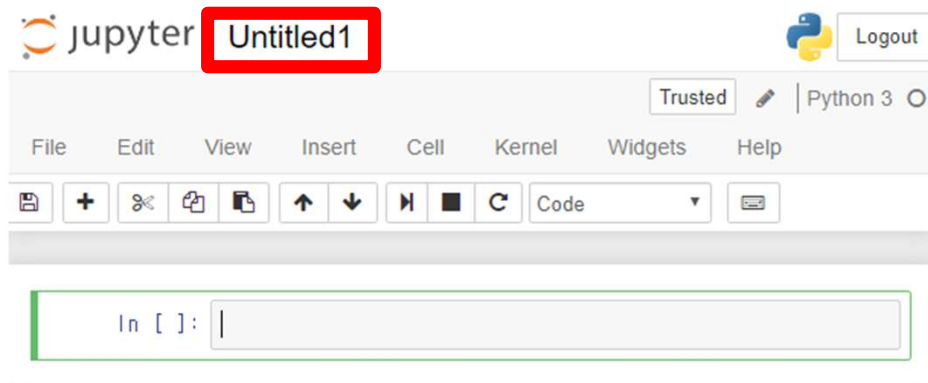 jupyter Untitled1 Logout
Trusted Python 3
File Edit View Insert Cell Kernel Widgets Help
Code
In [ ]: